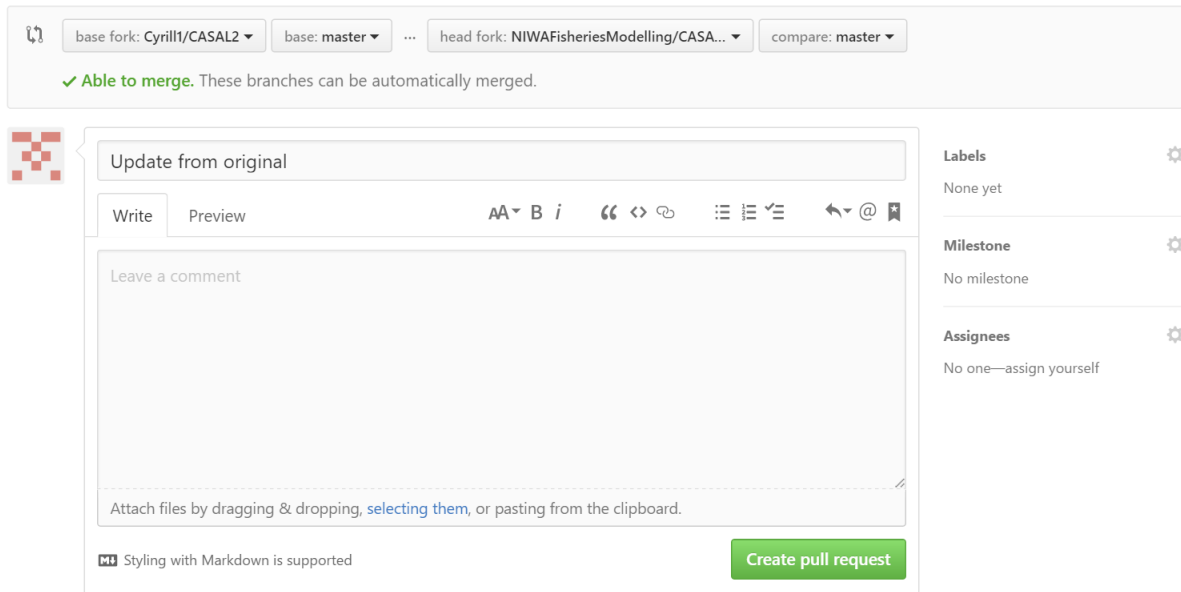 base fork: Cyrill1/CASAL2 base: master ... head fork: NIWAFisheriesModelling/CASA... compare: master
Able to merge. These branches can be automatically merged.
Update from original
Labels
None yet
Write Preview AA B i
Leave a comment
Milestone
No milestone
Assignees
No one—assign yourself
Attach files by dragging & dropping, selecting them, or pasting from the clipboard.
Styling with Markdown is supported
Create pull request